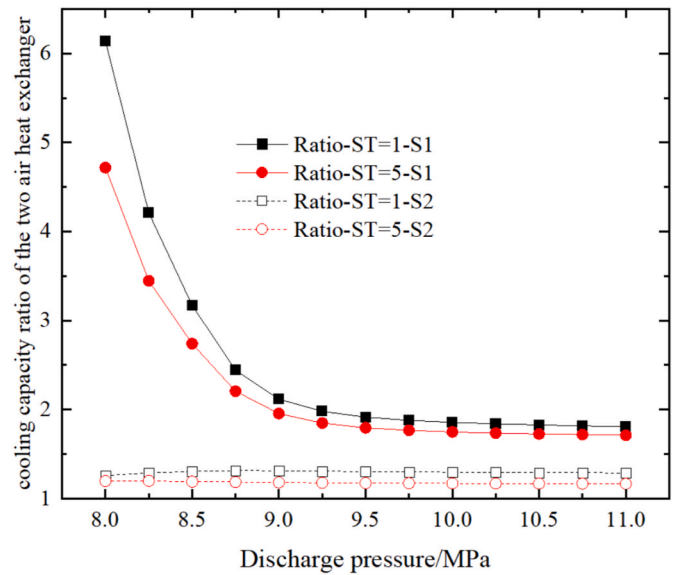 cooling capacity ratio of the two air heat exchanger
6
5
4
3
2
1
Ratio-ST=1-S1
Ratio-ST=5-S1
Ratio-ST=1-S2
Ratio-ST=5-S2
8.0 8.5 9.0 9.5 10.0 10.5 11.0
Discharge pressure/MPa